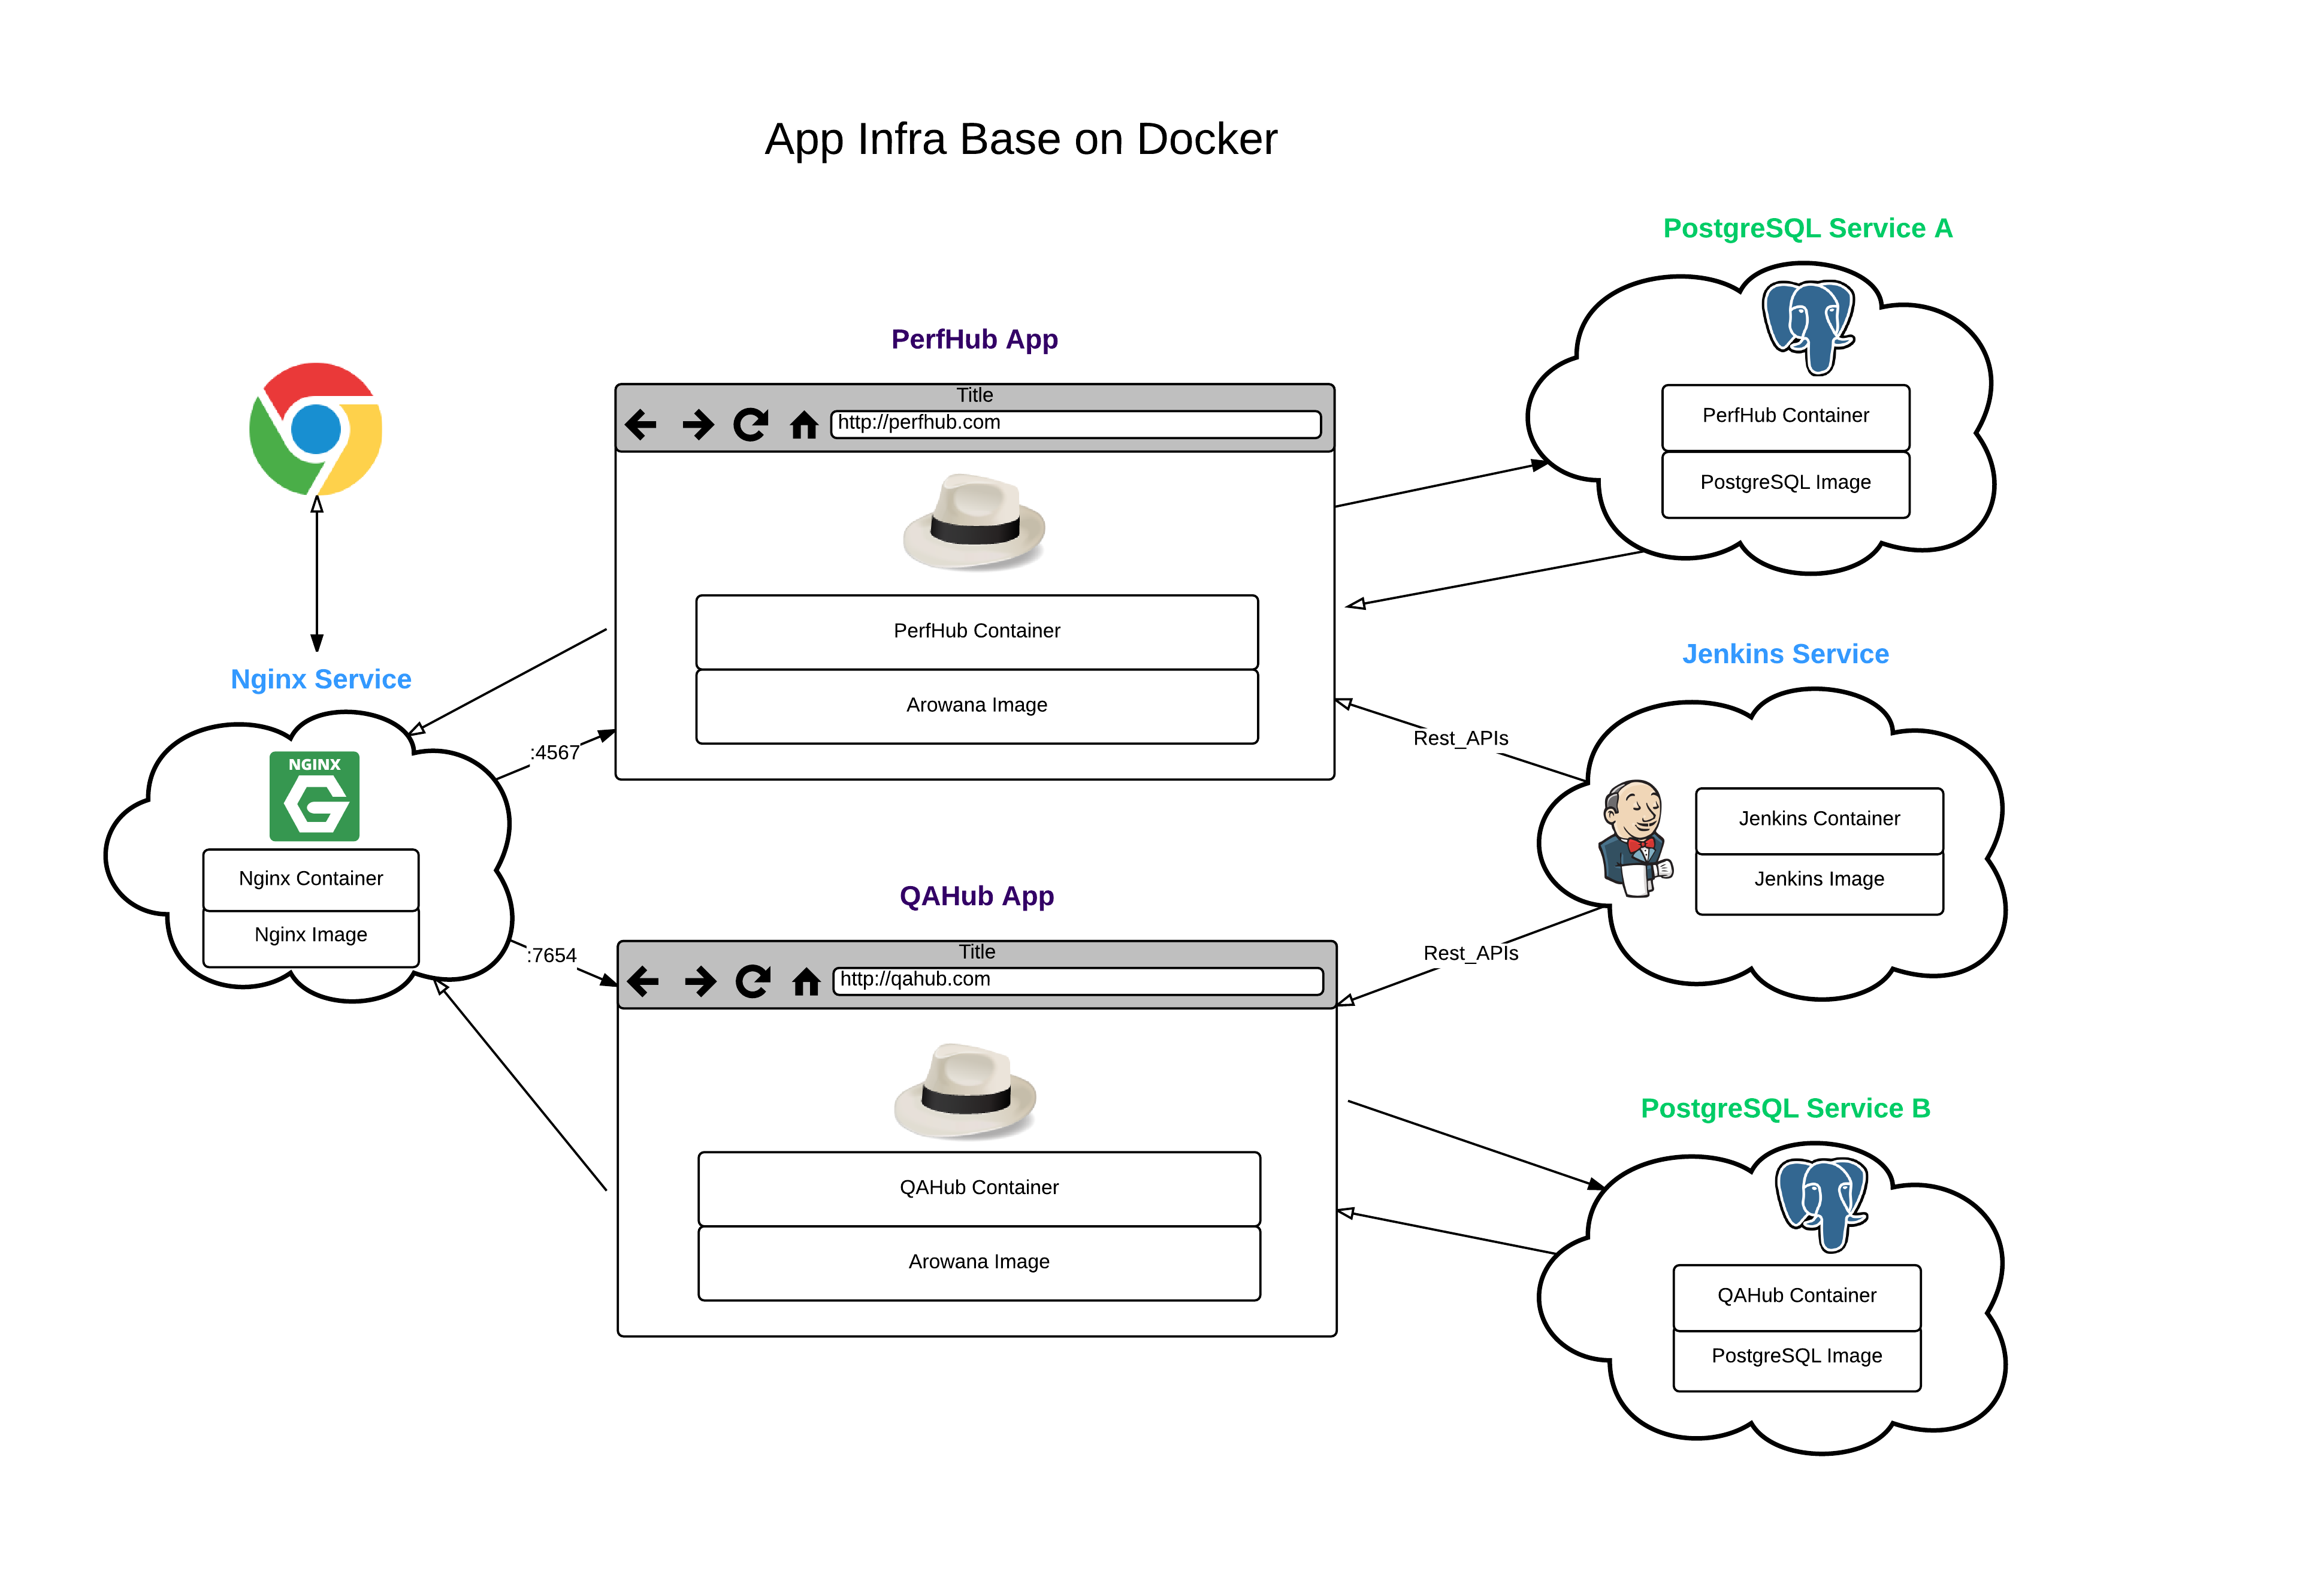 App Infra Base on Docker
PostgreSQL Service A
PerfHub Container
PostgreSQL Image
PerfHub App
Title
http://perfhub.com
PerfHub Container
Arowana Image
Nginx Service
NGINX
Nginx Container
Nginx Image
:4567
:7654
Jenkins Service
Rest_APIs
Jenkins Container
Jenkins Image
Rest_APIs
QAHub App
Title
http://qahub.com
QAHub Container
Arowana Image
PostgreSQL Service B
QAHub Container
PostgreSQL Image